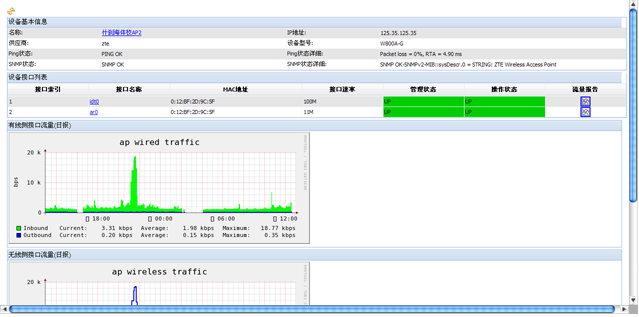 设备基本信息
名称: 什刹海体校AP2 IP地址: 125.35.125.35
供应商: zte 设备型号: W800A-G
Ping状态: PING OK Ping状态详细: Packet loss = 0%, RTA = 4.90 ms
SNMP状态: SNMP OK SNMP状态详细: SNMP OK-SNMPv2-MIB::sysDescr.0 = STRING: ZTE Wireless Access Point
设备接口列表
接口索引 接口名称 MAC地址 接口速率 管理状态 操作状态 流量报告
1 ixp0 0:12:BF:2D:9C:5F 100M UP UP
2 ar0 0:12:BF:2D:9C:5F 11M UP UP
有线侧接口流量(日报)
ap wired traffic
20 k
bps
10 k
0
18:00 00:00 06:00 12:00
Inbound Current: 3.31 kbps Average: 1.98 kbps Maximum: 18.77 kbps
Outbound Current: 0.20 kbps Average: 0.15 kbps Maximum: 0.35 kbps
无线侧接口流量(日报)
ap wireless traffic
20 k